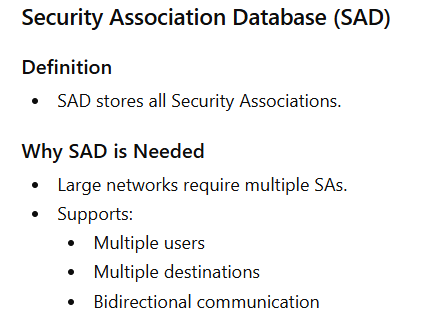 Security Association Database (SAD)
Definition
• SAD stores all Security Associations.
Why SAD is Needed
• Large networks require multiple SAs.
• Supports:
• Multiple users
• Multiple destinations
• Bidirectional communication